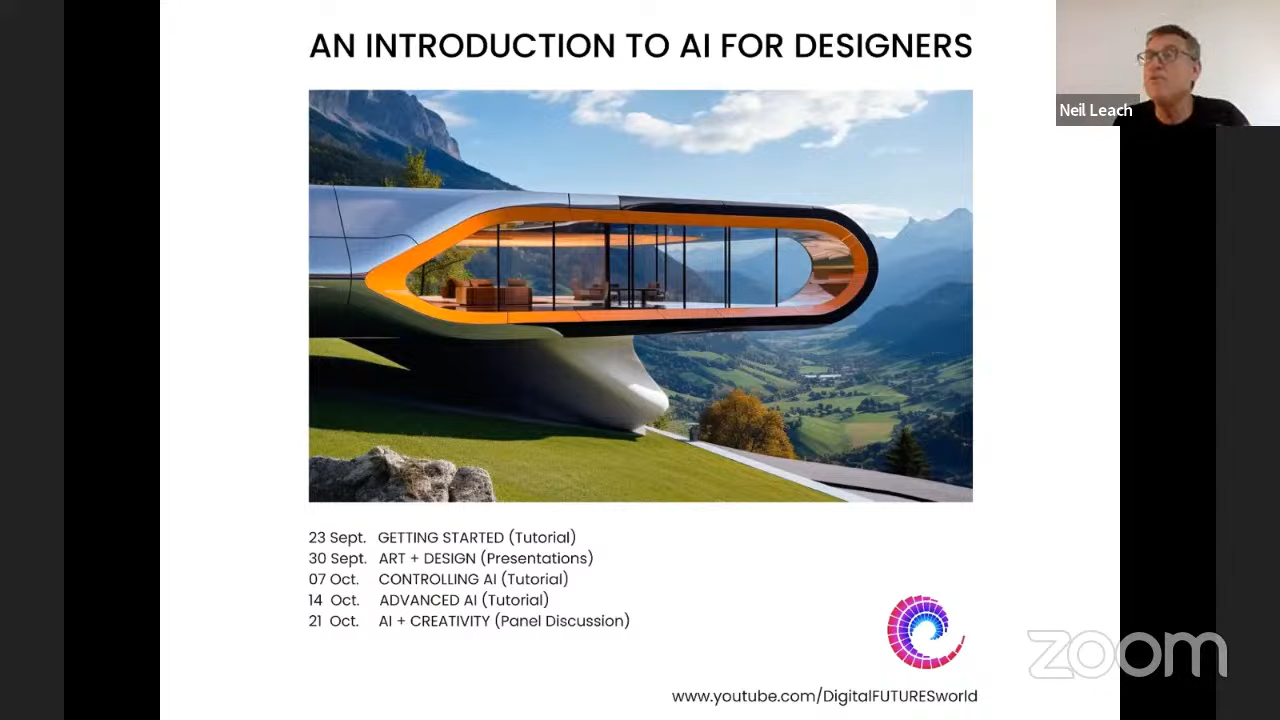 AN INTRODUCTION TO AI FOR DESIGNERS
Neil Leach
23 Sept. GETTING STARTED (Tutorial)
30 Sept. ART + DESIGN (Presentations)
07 Oct. CONTROLLING AI (Tutorial)
14 Oct. ADVANCED AI (Tutorial)
21 Oct. AI + CREATIVITY (Panel Discussion)
zoom
www.youtube.com/DigitalFUTURESworld